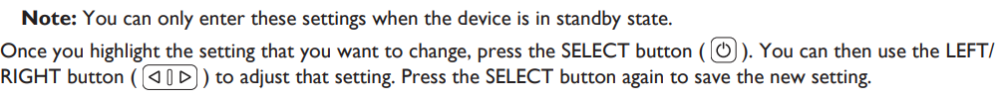 Note: You can only enter these settings when the device is in standby state.
Once you highlight the setting that you want to change, press the SELECT button ( ). You can then use the LEFT/
RIGHT button ( ) to adjust that setting. Press the SELECT button again to save the new setting.